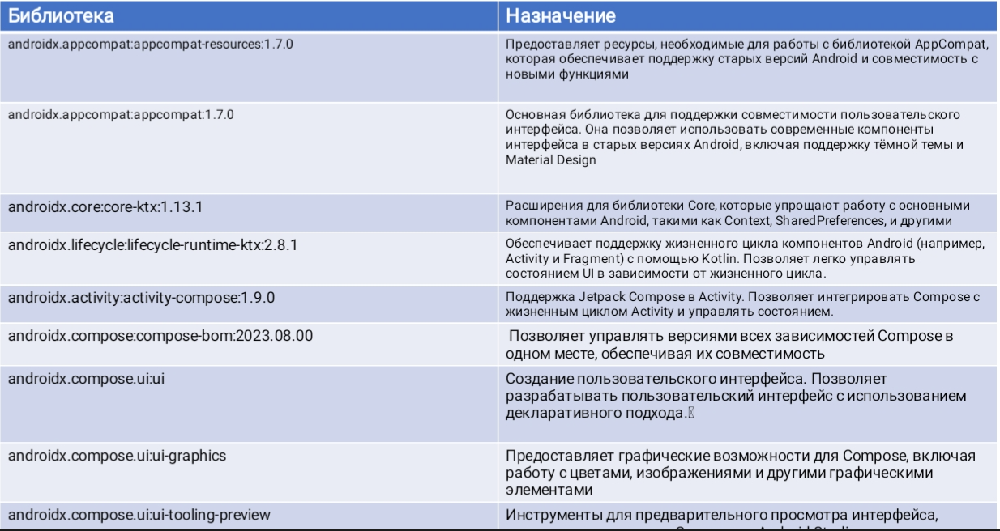 Библиотека
Назначение
androidx.appcompat:appcompat-resources:1.7.0
Предоставляет ресурсы, необходимые для работы с библиотекой AppCompat,
которая обеспечивает поддержку старых версий Android и совместимость с
новыми функциями
androidx.appcompat:appcompat:1.7.0
Основная библиотека для поддержки совместимости пользовательского
интерфейса. Она позволяет использовать современные компоненты
интерфейса в старых версиях Android, включая поддержку тёмной темы и
Material Design
androidx.core:core-ktx:1.13.1
Расширения для библиотеки Core, которые упрощают работу с основными
компонентами Android, такими как Context, SharedPreferences, и другими
androidx.lifecycle:lifecycle-runtime-ktx:2.8.1
Обеспечивает поддержку жизненного цикла компонентов Android (например,
Activity и Fragment) с помощью Kotlin. Позволяет легко управлять
состоянием UI в зависимости от жизненного цикла.
androidx.activity:activity-compose:1.9.0
Поддержка Jetpack Compose в Activity. Позволяет интегрировать Compose с
жизненным циклом Activity и управлять состоянием.
androidx.compose:compose-bom:2023.08.00
Позволяет управлять версиями всех зависимостей Compose в
одном месте, обеспечивая их совместимость
androidx.compose.ui:ui
Создание пользовательского интерфейса. Позволяет
разрабатывать пользовательский интерфейс с использованием
декларативного подхода.
androidx.compose.ui:ui-graphics
Предоставляет графические возможности для Compose, включая
работу с цветами, изображениями и другими графическими
элементами
androidx.compose.ui:ui-tooling-preview
Инструменты для предварительного просмотра интерфейса,